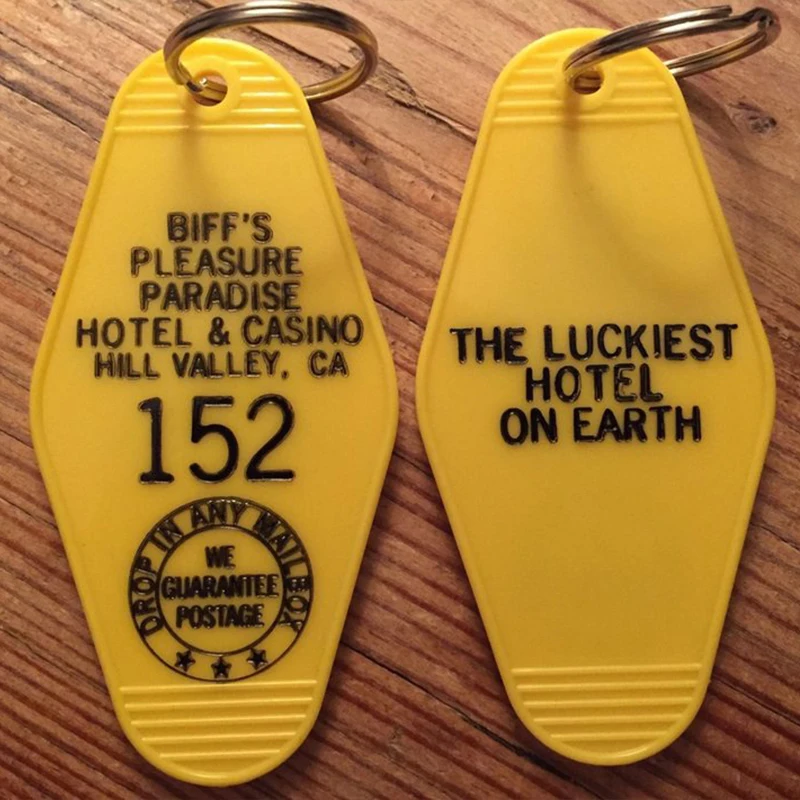 BIFF'S
PLEASURE
PARADISE
HOTEL & CASINO
HILL VALLEY, CA
152
DROP IN ANY MAILBOX
WE
GUARANTEE
POSTAGE
THE LUCKIEST
HOTEL
ON EARTH